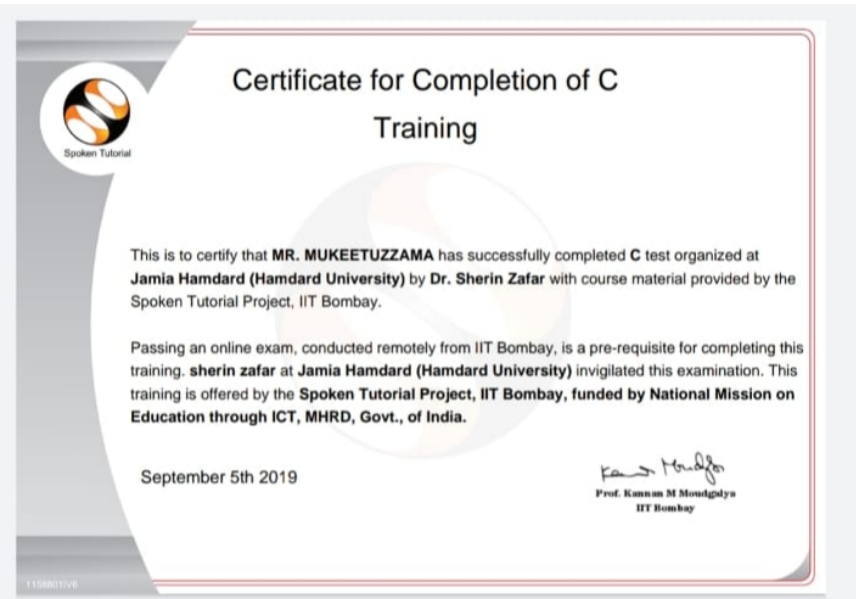 Certificate for Completion of C
Training
Spoken Tutorial
This is to certify that MR. MUKEETUZZAMA has successfully completed C test organized at
Jamia Hamdard (Hamdard University) by Dr. Sherin Zafar with course material provided by the
Spoken Tutorial Project, IIT Bombay.
Passing an online exam, conducted remotely from IIT Bombay, is a pre-requisite for completing this
training. sherin zafar at Jamia Hamdard (Hamdard University) invigilated this examination. This
training is offered by the Spoken Tutorial Project, IIT Bombay, funded by National Mission on
Education through ICT, MHRD, Govt., of India.
September 5th 2019
Prof. Kannan M Moudgalya
IIT Bombay